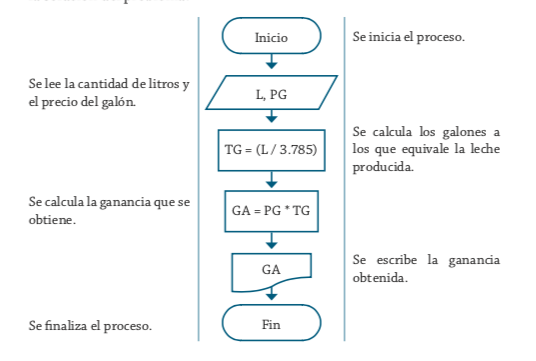 Inicio
Se inicia el proceso.
Se lee la cantidad de litros y
el precio del galón.
L, PG
TG = (L / 3.785)
Se calcula los galones a
los que equivale la leche
producida.
Se calcula la ganancia que se
obtiene.
GA = PG * TG
GA
Se escribe la ganancia
obtenida.
Se finaliza el proceso.
Fin